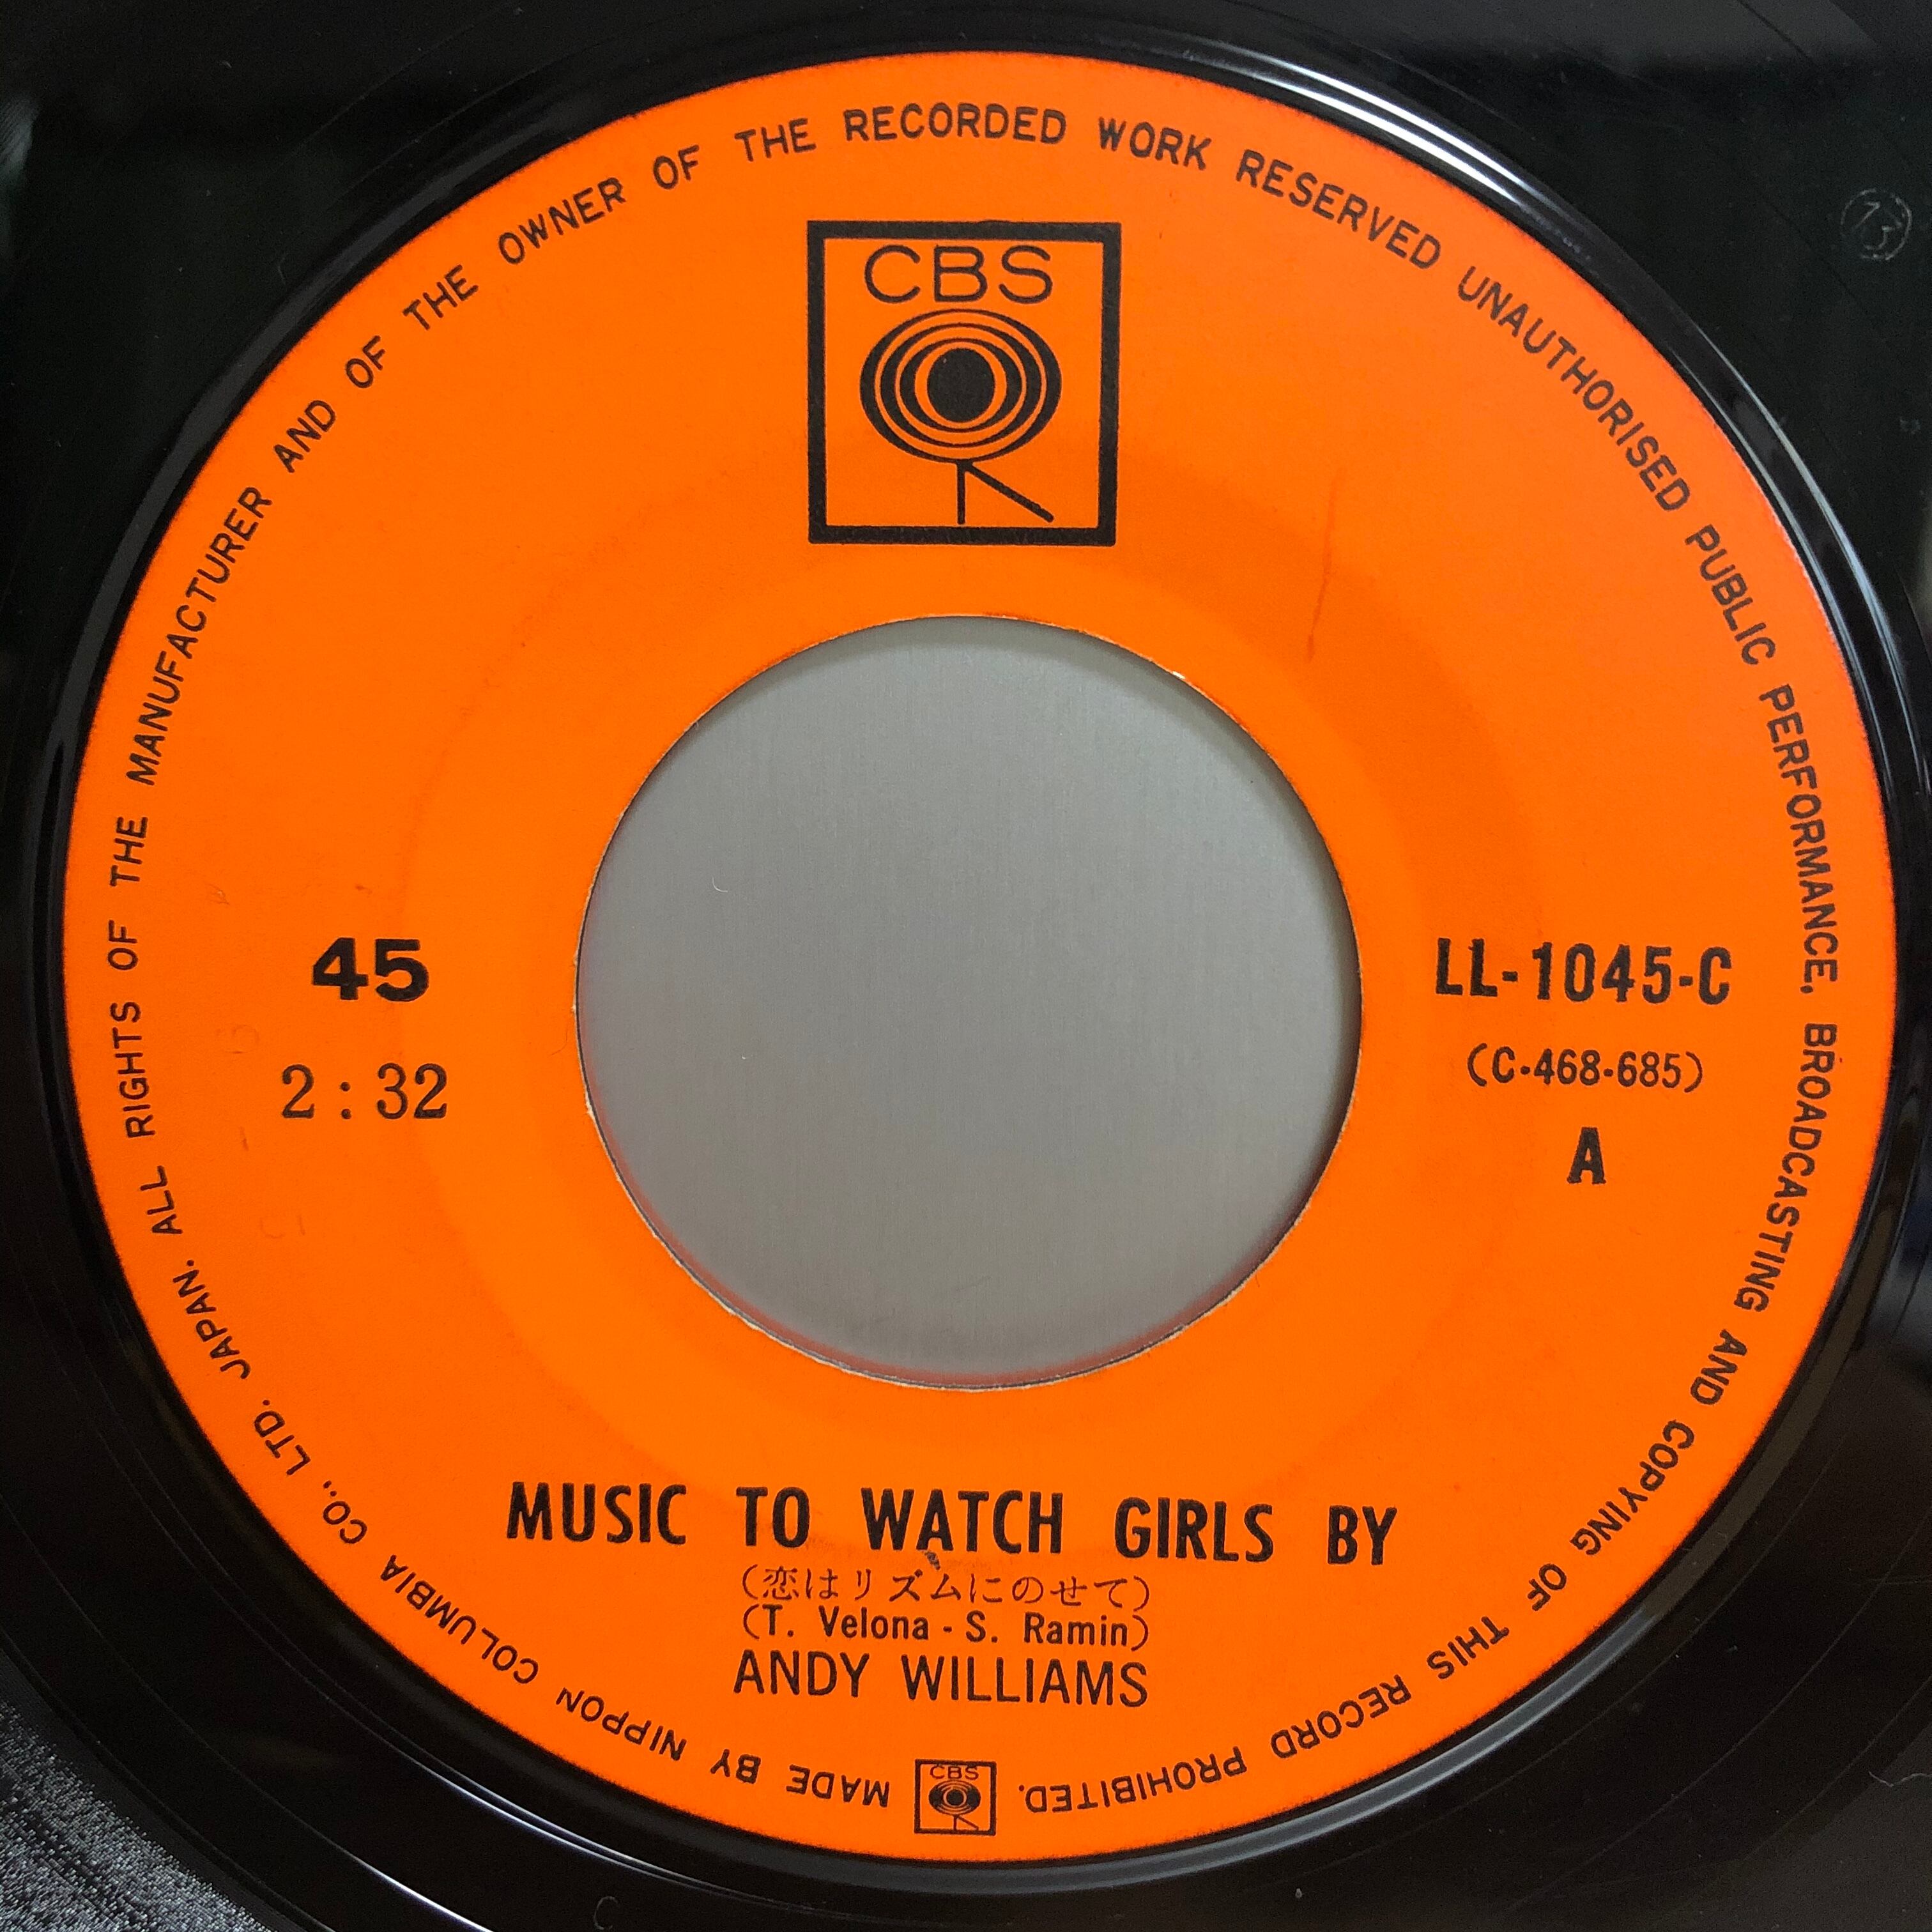 CBS
45
2:32
LL-1045-C
(C-468-685)
A
MUSIC TO WATCH GIRLS BY
(恋はリズムにのせて)
(T. Velona - S. Ramin)
ANDY WILLIAMS
CBS
MADE BY NIPPON COLUMBIA CO., LTD. JAPAN. ALL RIGHTS OF THE MANUFACTURER AND OF THE OWNER OF THE RECORDED WORK RESERVED UNAUTHORISED PUBLIC PERFORMANCE, BROADCASTING AND COPYING OF THIS RECORD PROHIBITED.
13